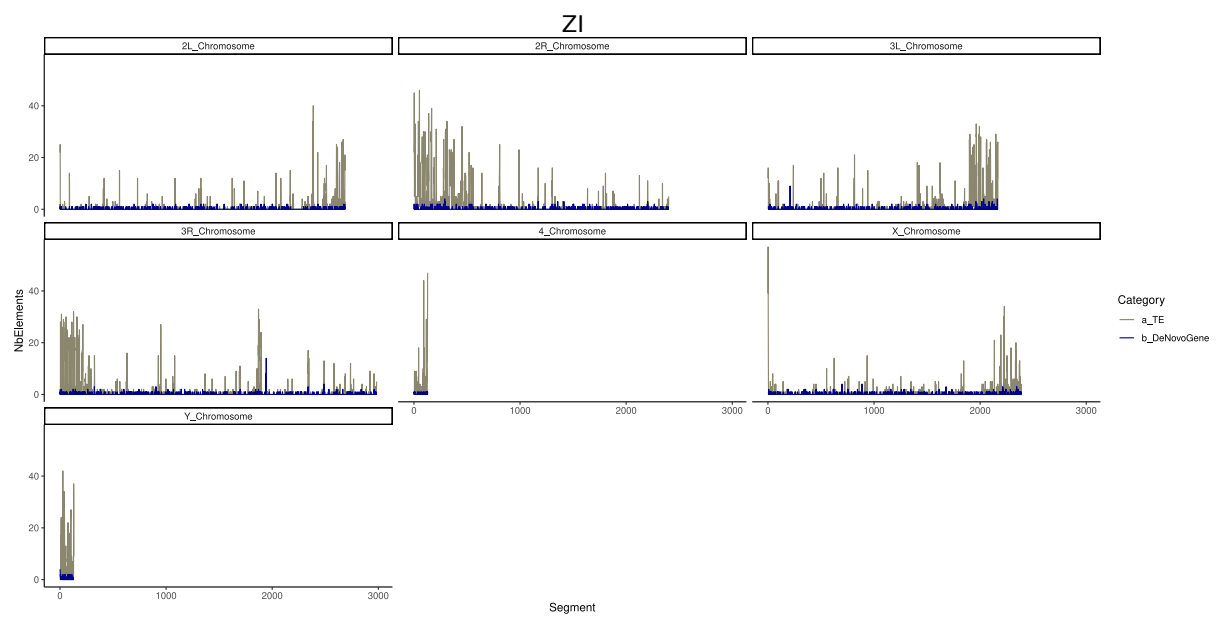 ZI
2L_Chromosome
2R_Chromosome
3L_Chromosome
40
20
0
3R_Chromosome
4_Chromosome
X_Chromosome
40
20
0
0 1000 2000 3000
0 1000 2000 3000
Y_Chromosome
40
20
0
0 1000 2000 3000
NbElements
Segment
Category
a_TE
b_DeNovoGene